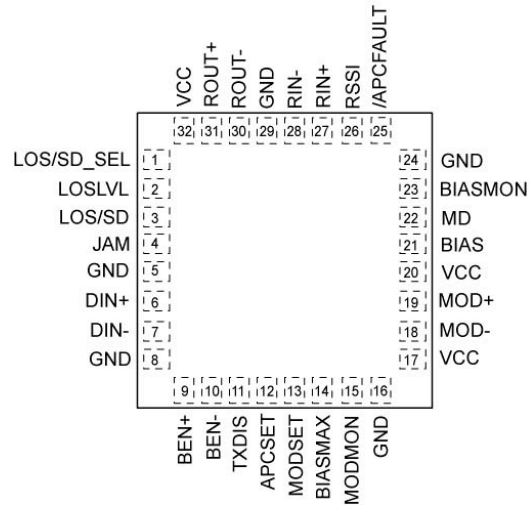 VCC
ROUT+
ROUT-
GND
RIN-
RIN+
RSSI
/APCFAULT
32 31 30 29 28 27 26 25
LOS/SD_SEL 1 24 GND
LOSLVL 2 23 BIASMON
LOS/SD 3 22 MD
JAM 4 21 BIAS
GND 5 20 VCC
DIN+ 6 19 MOD+
DIN- 7 18 MOD-
GND 8 17 VCC
9 10 11 12 13 14 15 16
BEN+
BEN-
TXDIS
APCSET
MODSET
BIASMAX
MODMON
GND